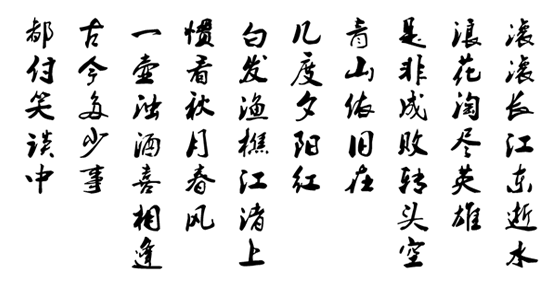 滚滚长江东逝水
浪花淘尽英雄
是非成败转头空
青山依旧在
几度夕阳红
白发渔樵江渚上
惯看秋月春风
一壶浊酒喜相逢
古今多少事
都付笑谈中